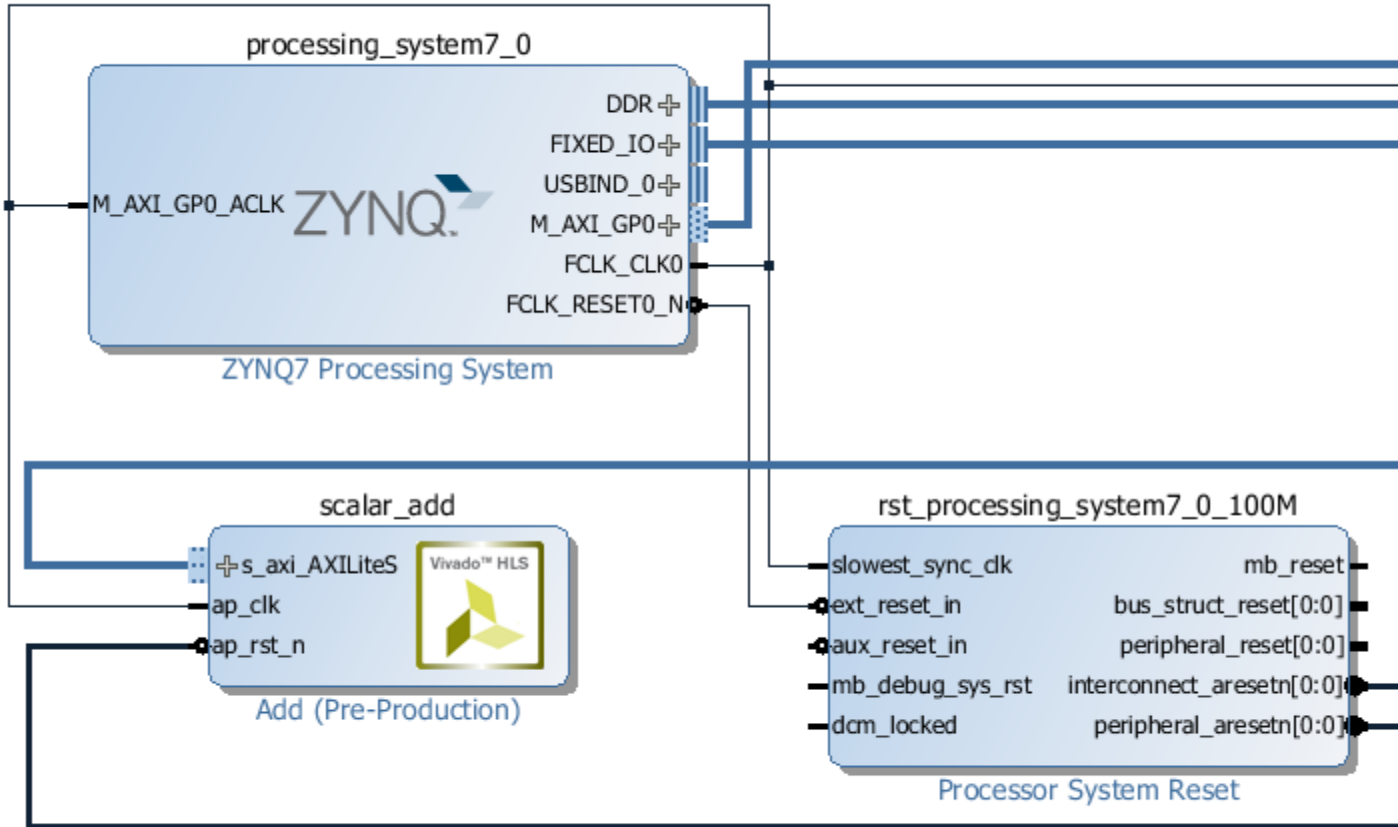 processing_system7_0
DDR
FIXED_IO
USBIND_0
M_AXI_GP0_ACLK
ZYNQ
M_AXI_GP0
FCLK_CLK0
FCLK_RESET0_N
ZYNQ7 Processing System
scalar_add
s_axi_AXILiteS
ap_clk
ap_rst_n
Vivado™ HLS
Add (Pre-Production)
rst_processing_system7_0_100M
slowest_sync_clk
ext_reset_in
aux_reset_in
mb_debug_sys_rst
dcm_locked
mb_reset
bus_struct_reset[0:0]
peripheral_reset[0:0]
interconnect_aresetn[0:0]
peripheral_aresetn[0:0]
Processor System Reset